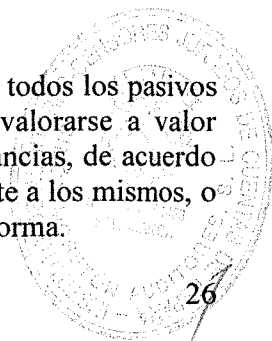 todos los pasivos
valorarse a valor
ncias, de acuerdo
te a los mismos, o
orma.
26